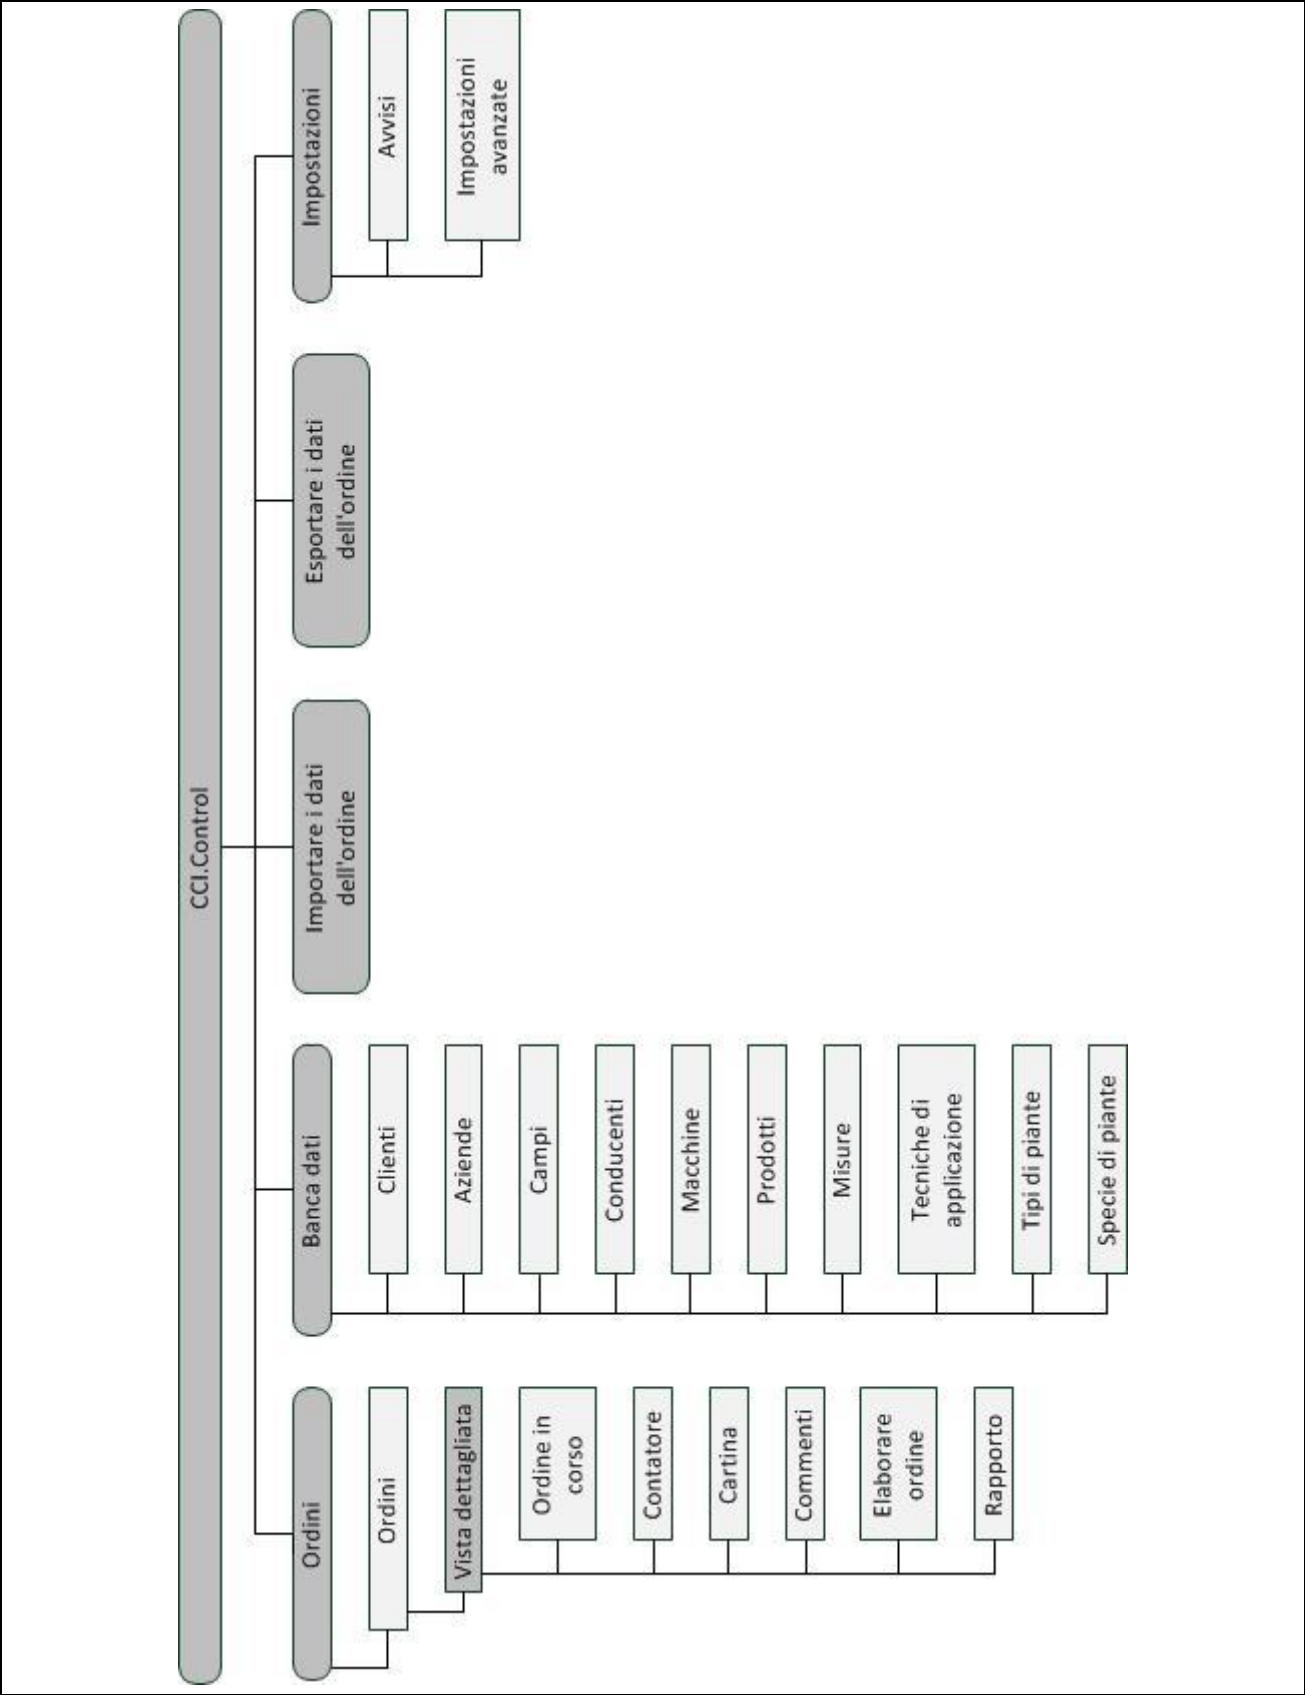 CCI.Control
Ordini
Ordini
Vista dettagliata
Ordine in
corso
Contatore
Cartina
Commenti
Elaborare
ordine
Rapporto
Banca dati
Clienti
Aziende
Campi
Conducenti
Macchine
Prodotti
Misure
Tecniche di
applicazione
Tipi di piante
Specie di piante
Importare i dati
dell'ordine
Esportare i dati
dell'ordine
Impostazioni
Avvisi
Impostazioni
avanzate